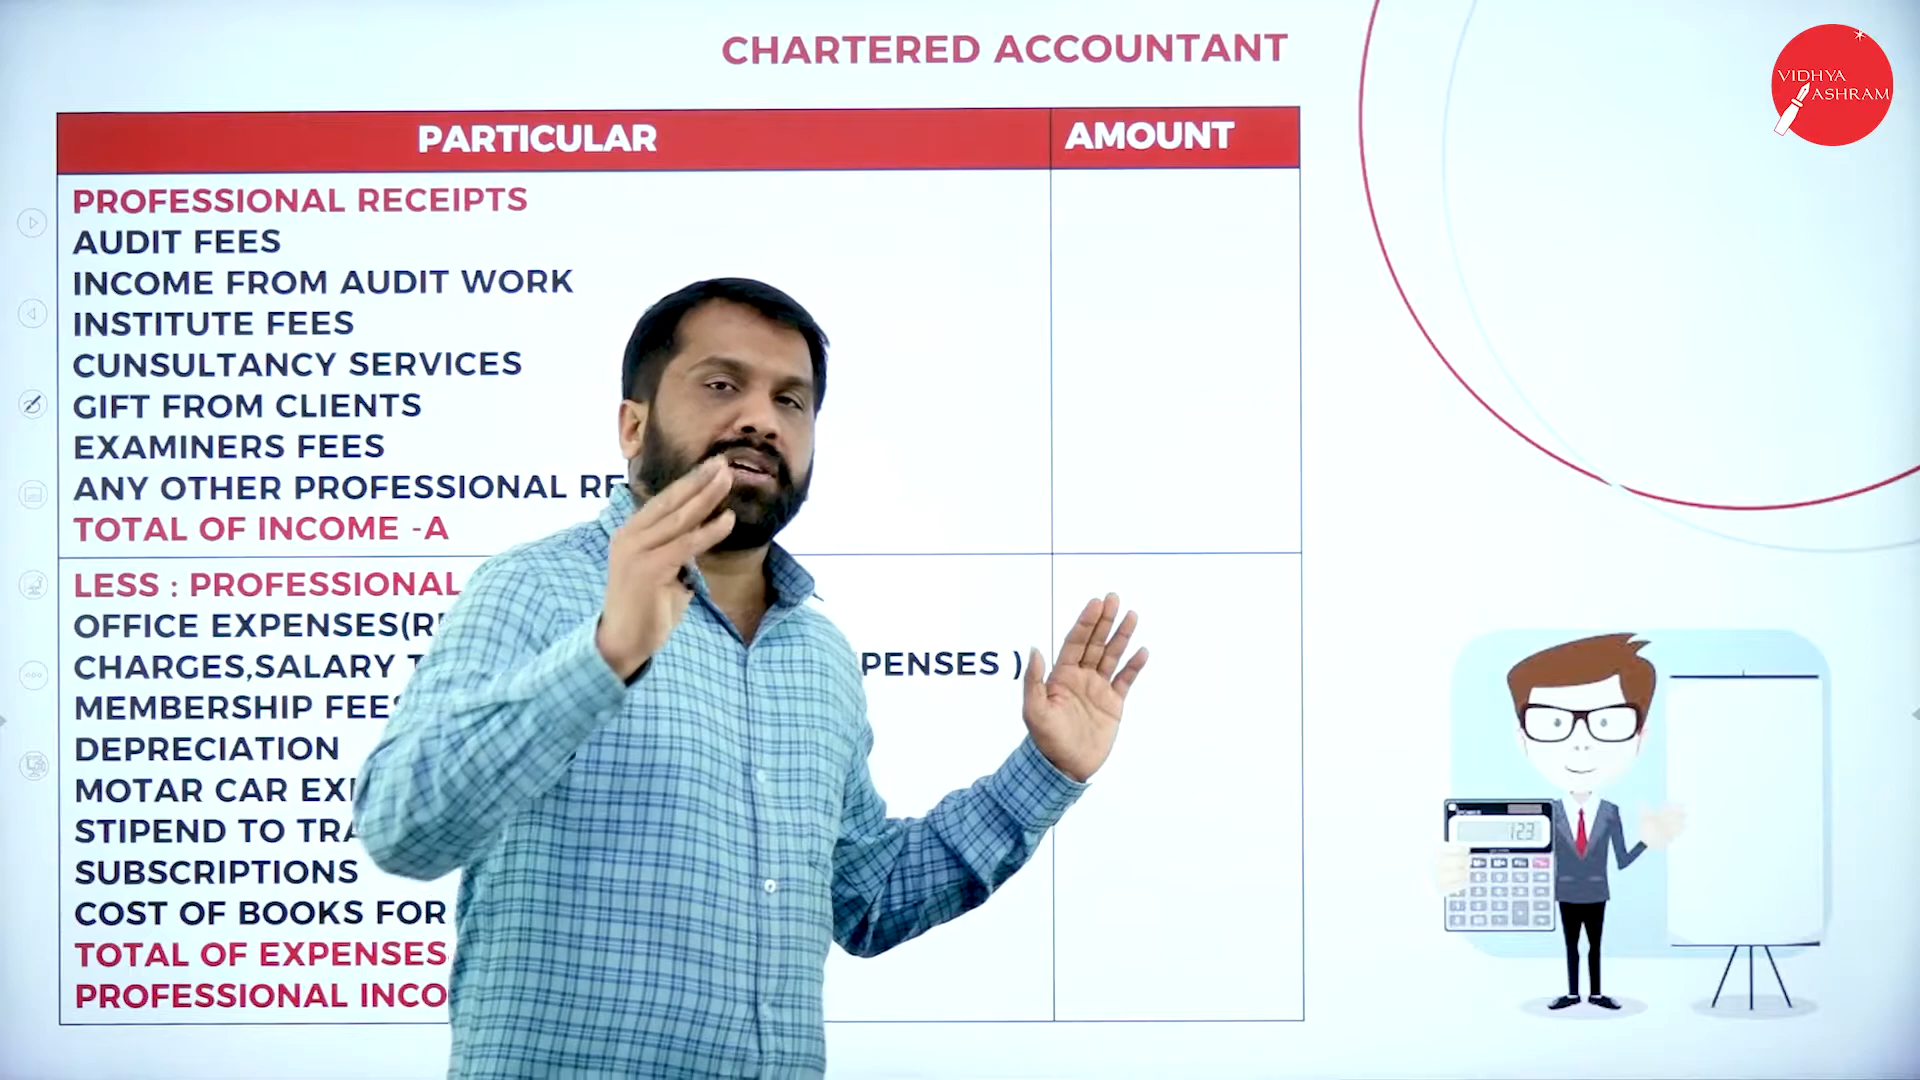 CHARTERED ACCOUNTANT
VIDHYA
ASHRAM
PARTICULAR AMOUNT
PROFESSIONAL RECEIPTS
AUDIT FEES
INCOME FROM AUDIT WORK
INSTITUTE FEES
CUNSULTANCY SERVICES
GIFT FROM CLIENTS
EXAMINERS FEES
ANY OTHER PROFESSIONAL
TOTAL OF INCOME -A
LESS : PROFESSIONAL
OFFICE EXPENSES
CHARGES,SALARY )
MEMBERSHIP FEES
DEPRECIATION
MOTAR CAR
STIPEND TO
SUBSCRIPTIONS
COST OF BOOKS FOR
TOTAL OF EXPENSES
PROFESSIONAL
123